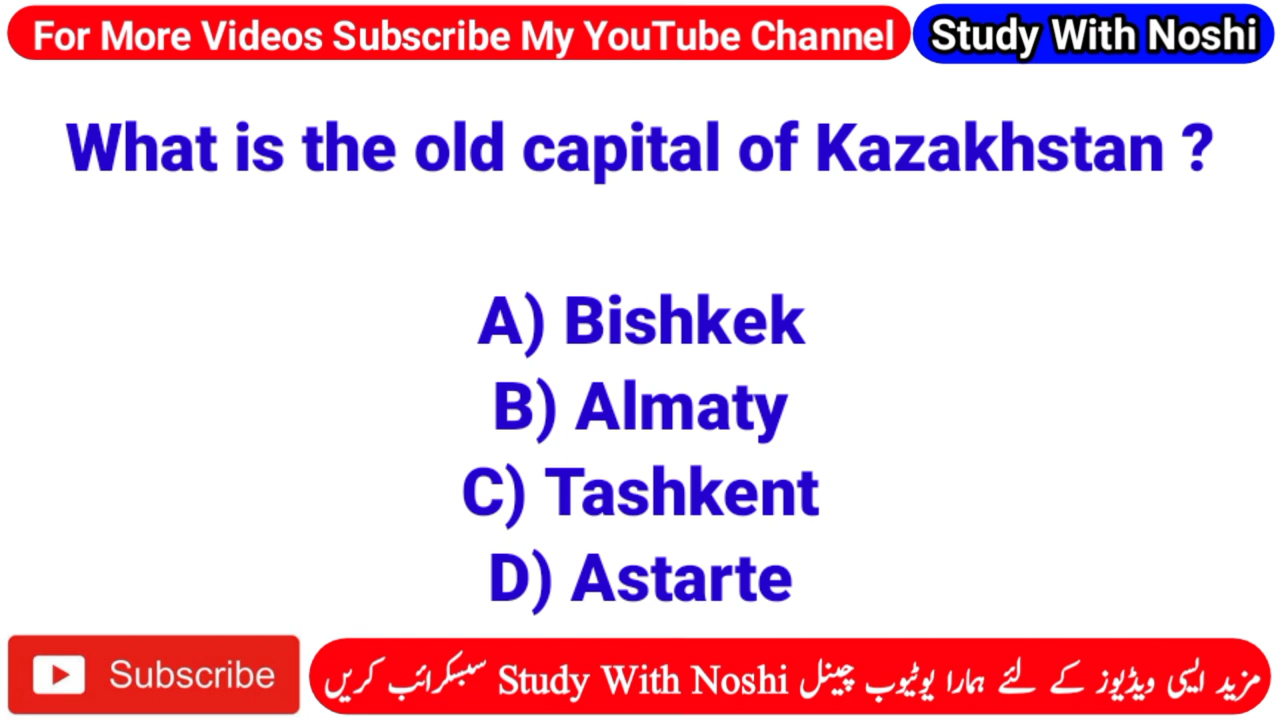 For More Videos Subscribe My YouTube Channel Study With Noshi
What is the old capital of Kazakhstan ?
A) Bishkek
B) Almaty
C) Tashkent
D) Astarte
Subscribe
مزید ایسی ویڈیوز کے لئے ہمارا یوٹیوب چینل Study With Noshi سبسکرائب کریں